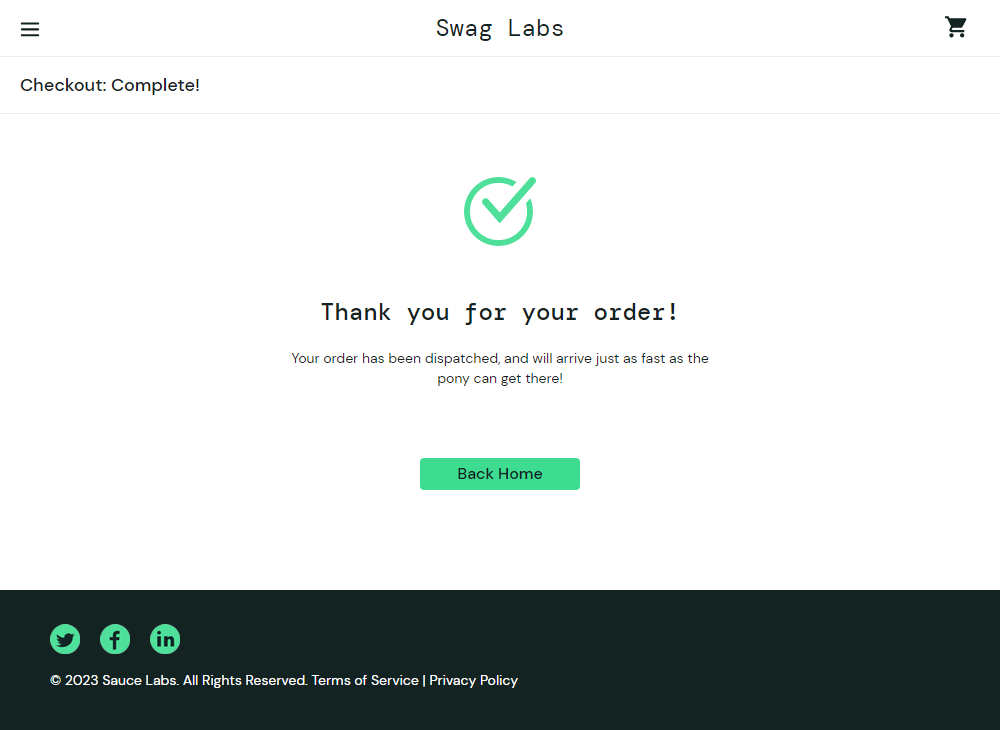 Swag Labs
Checkout: Complete!
Thank you for your order!
Your order has been dispatched, and will arrive just as fast as the
pony can get there!
Back Home
© 2023 Sauce Labs. All Rights Reserved. Terms of Service | Privacy Policy